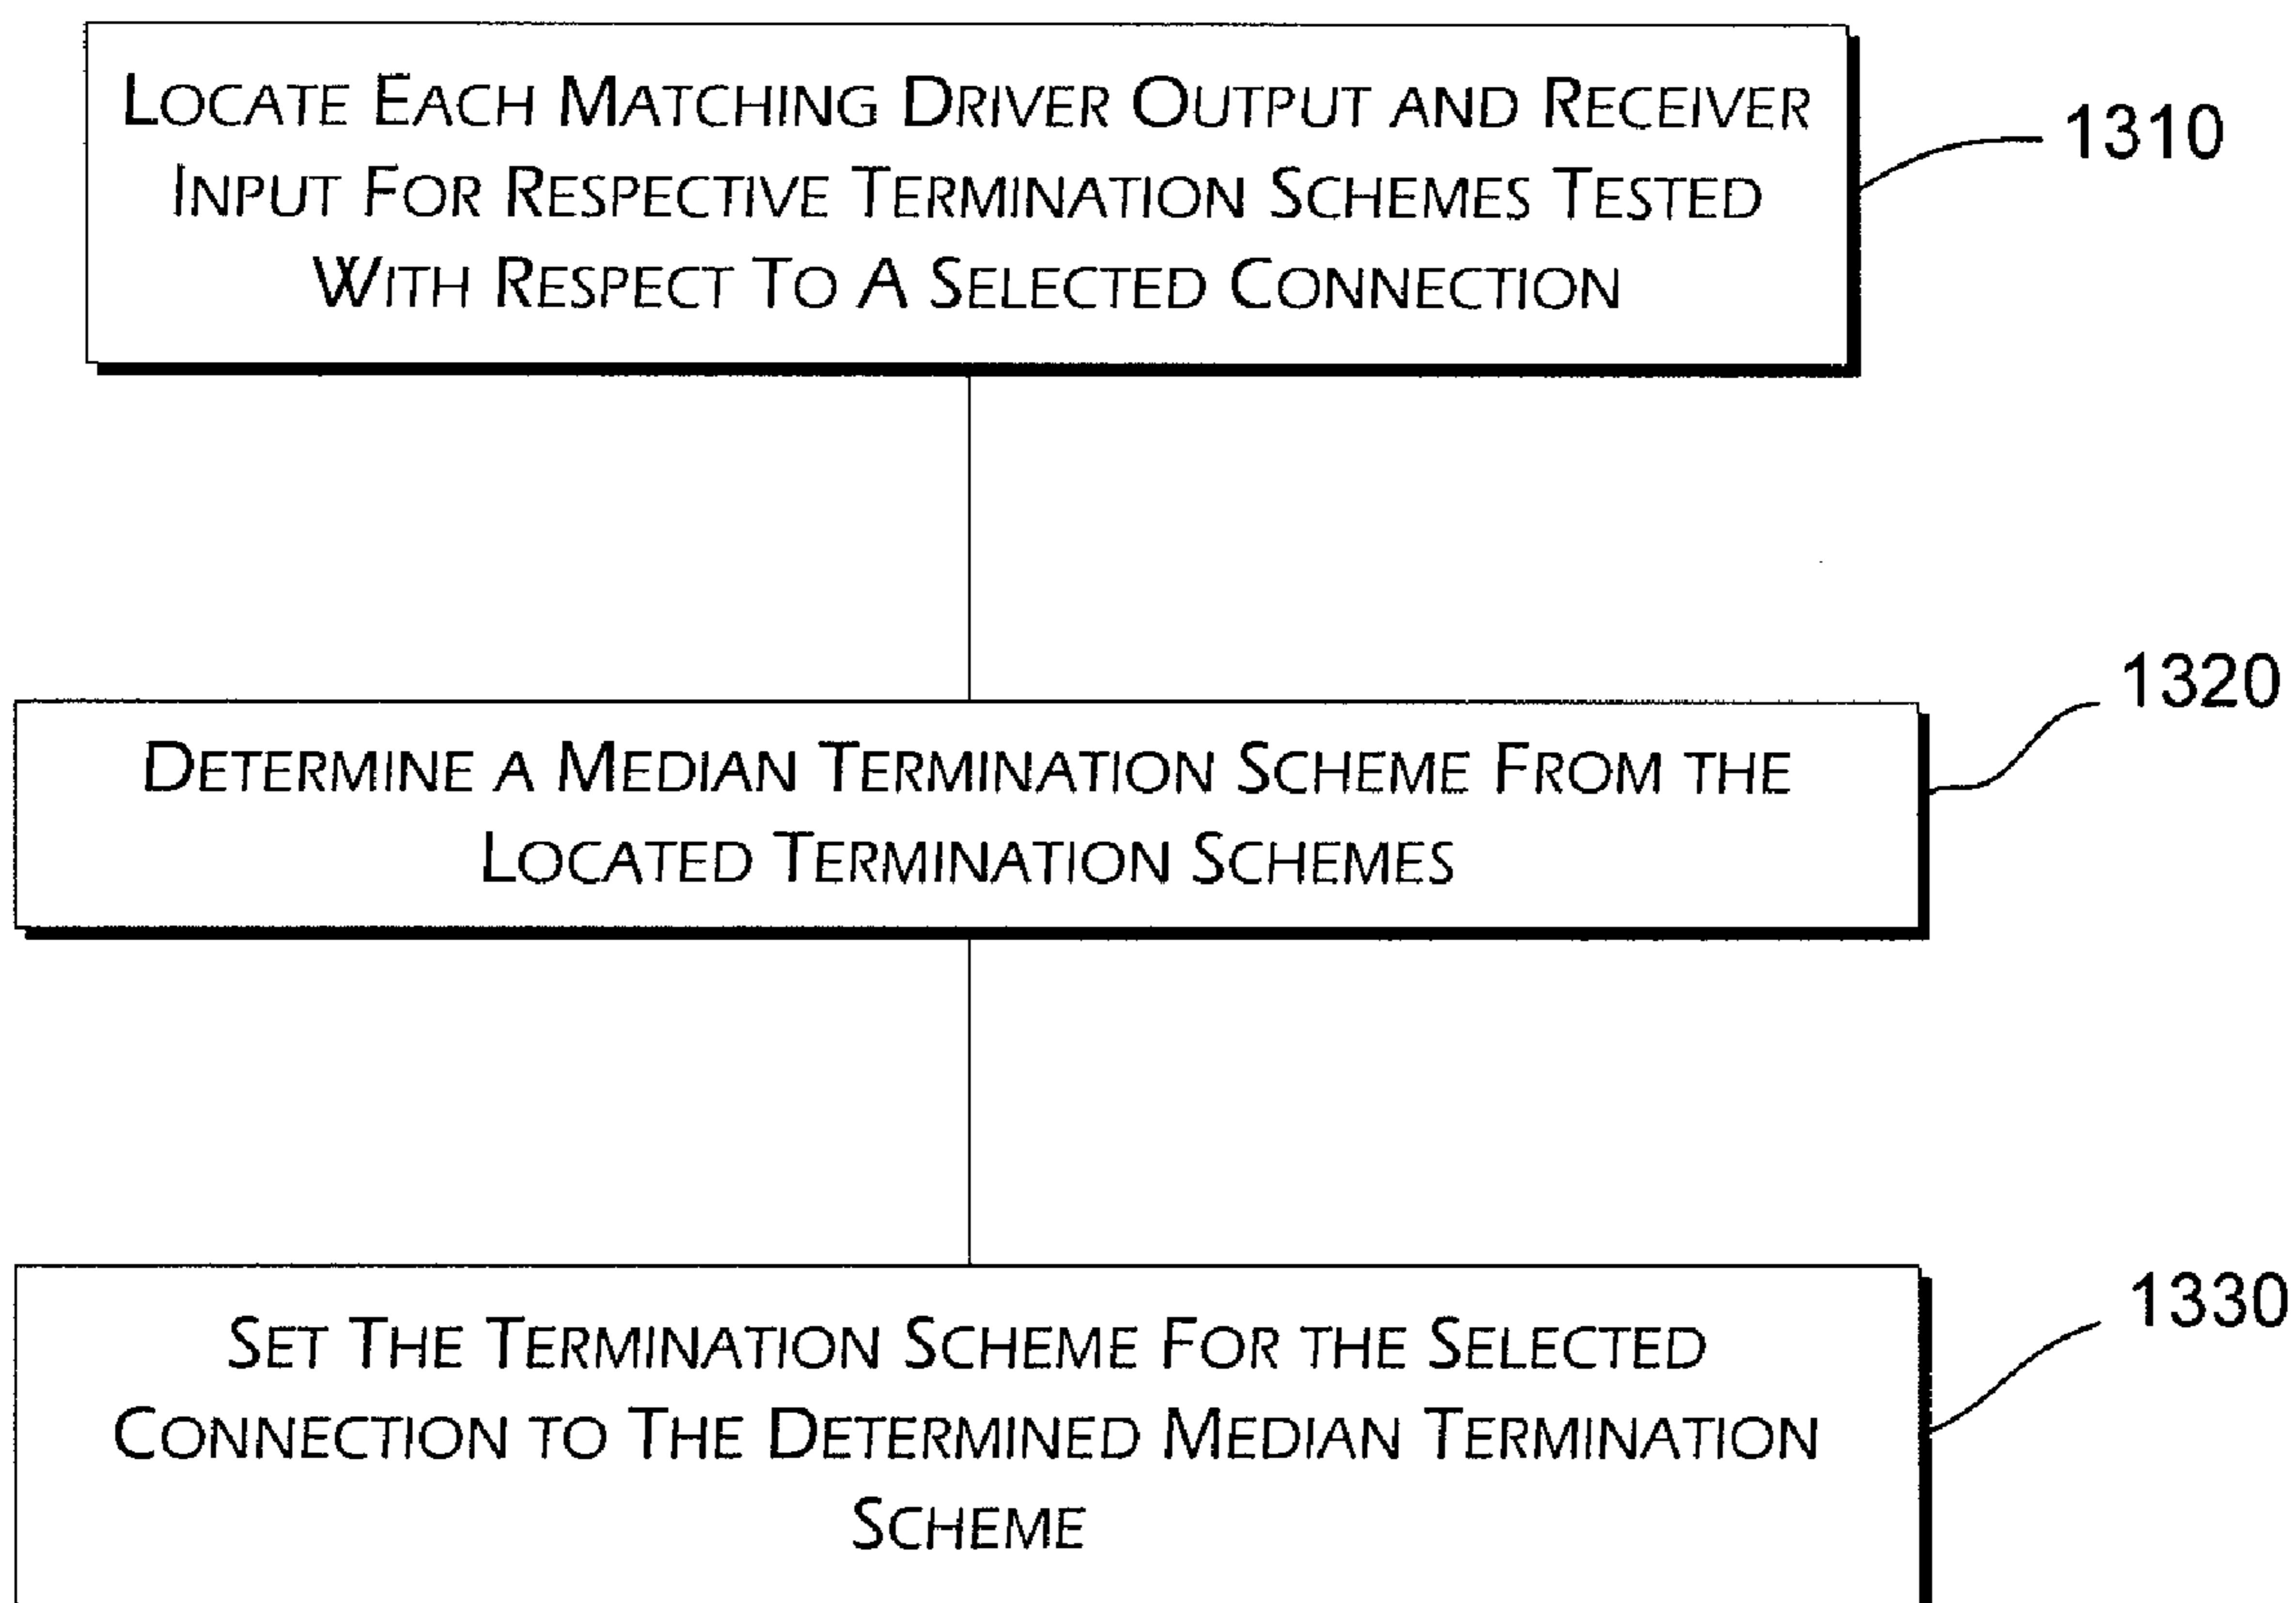 Locate Each Matching Driver Output and Receiver
Input For Respective Termination Schemes Tested
With Respect To A Selected Connection
1310
1320
Determine a Median Termination Scheme From the
Located Termination Schemes
1330
Set The Termination Scheme For the Selected
Connection to The Determined Median Termination
Scheme